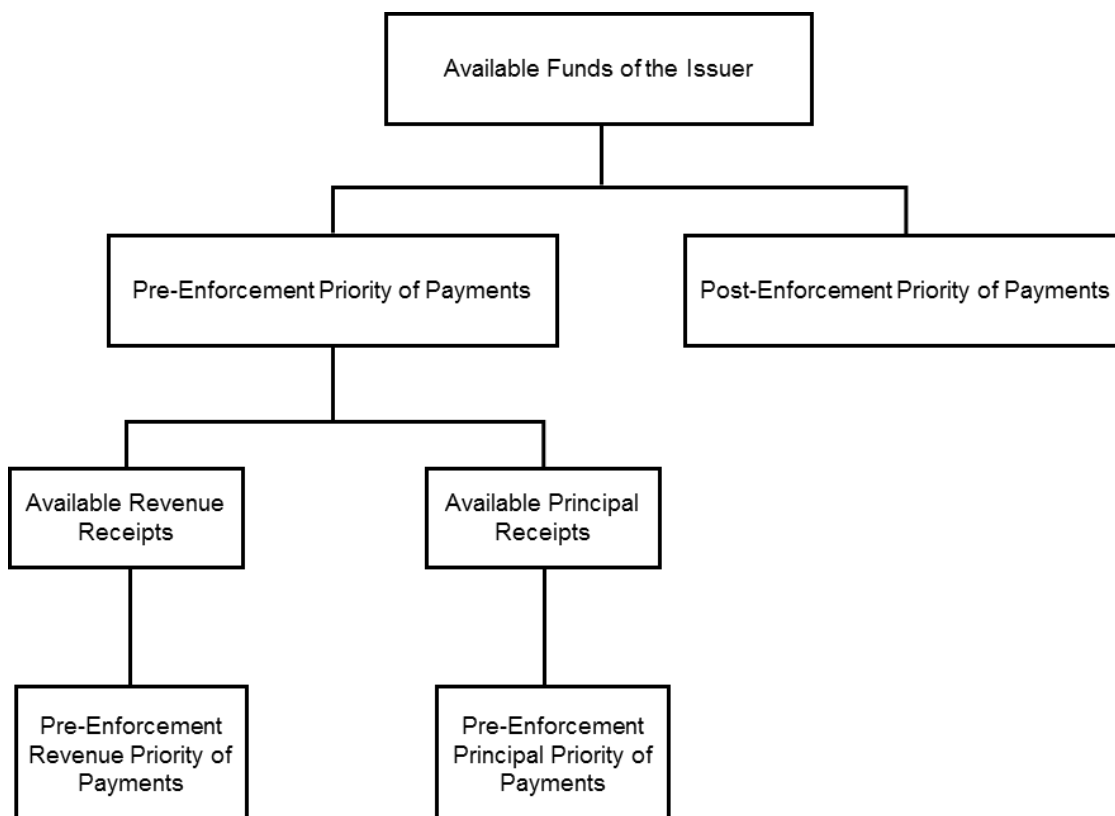 Available Funds of the Issuer
Pre-Enforcement Priority of Payments
Post-Enforcement Priority of Payments
Available Revenue
Receipts
Available Principal
Receipts
Pre-Enforcement
Revenue Priority of
Payments
Pre-Enforcement
Principal Priority of
Payments